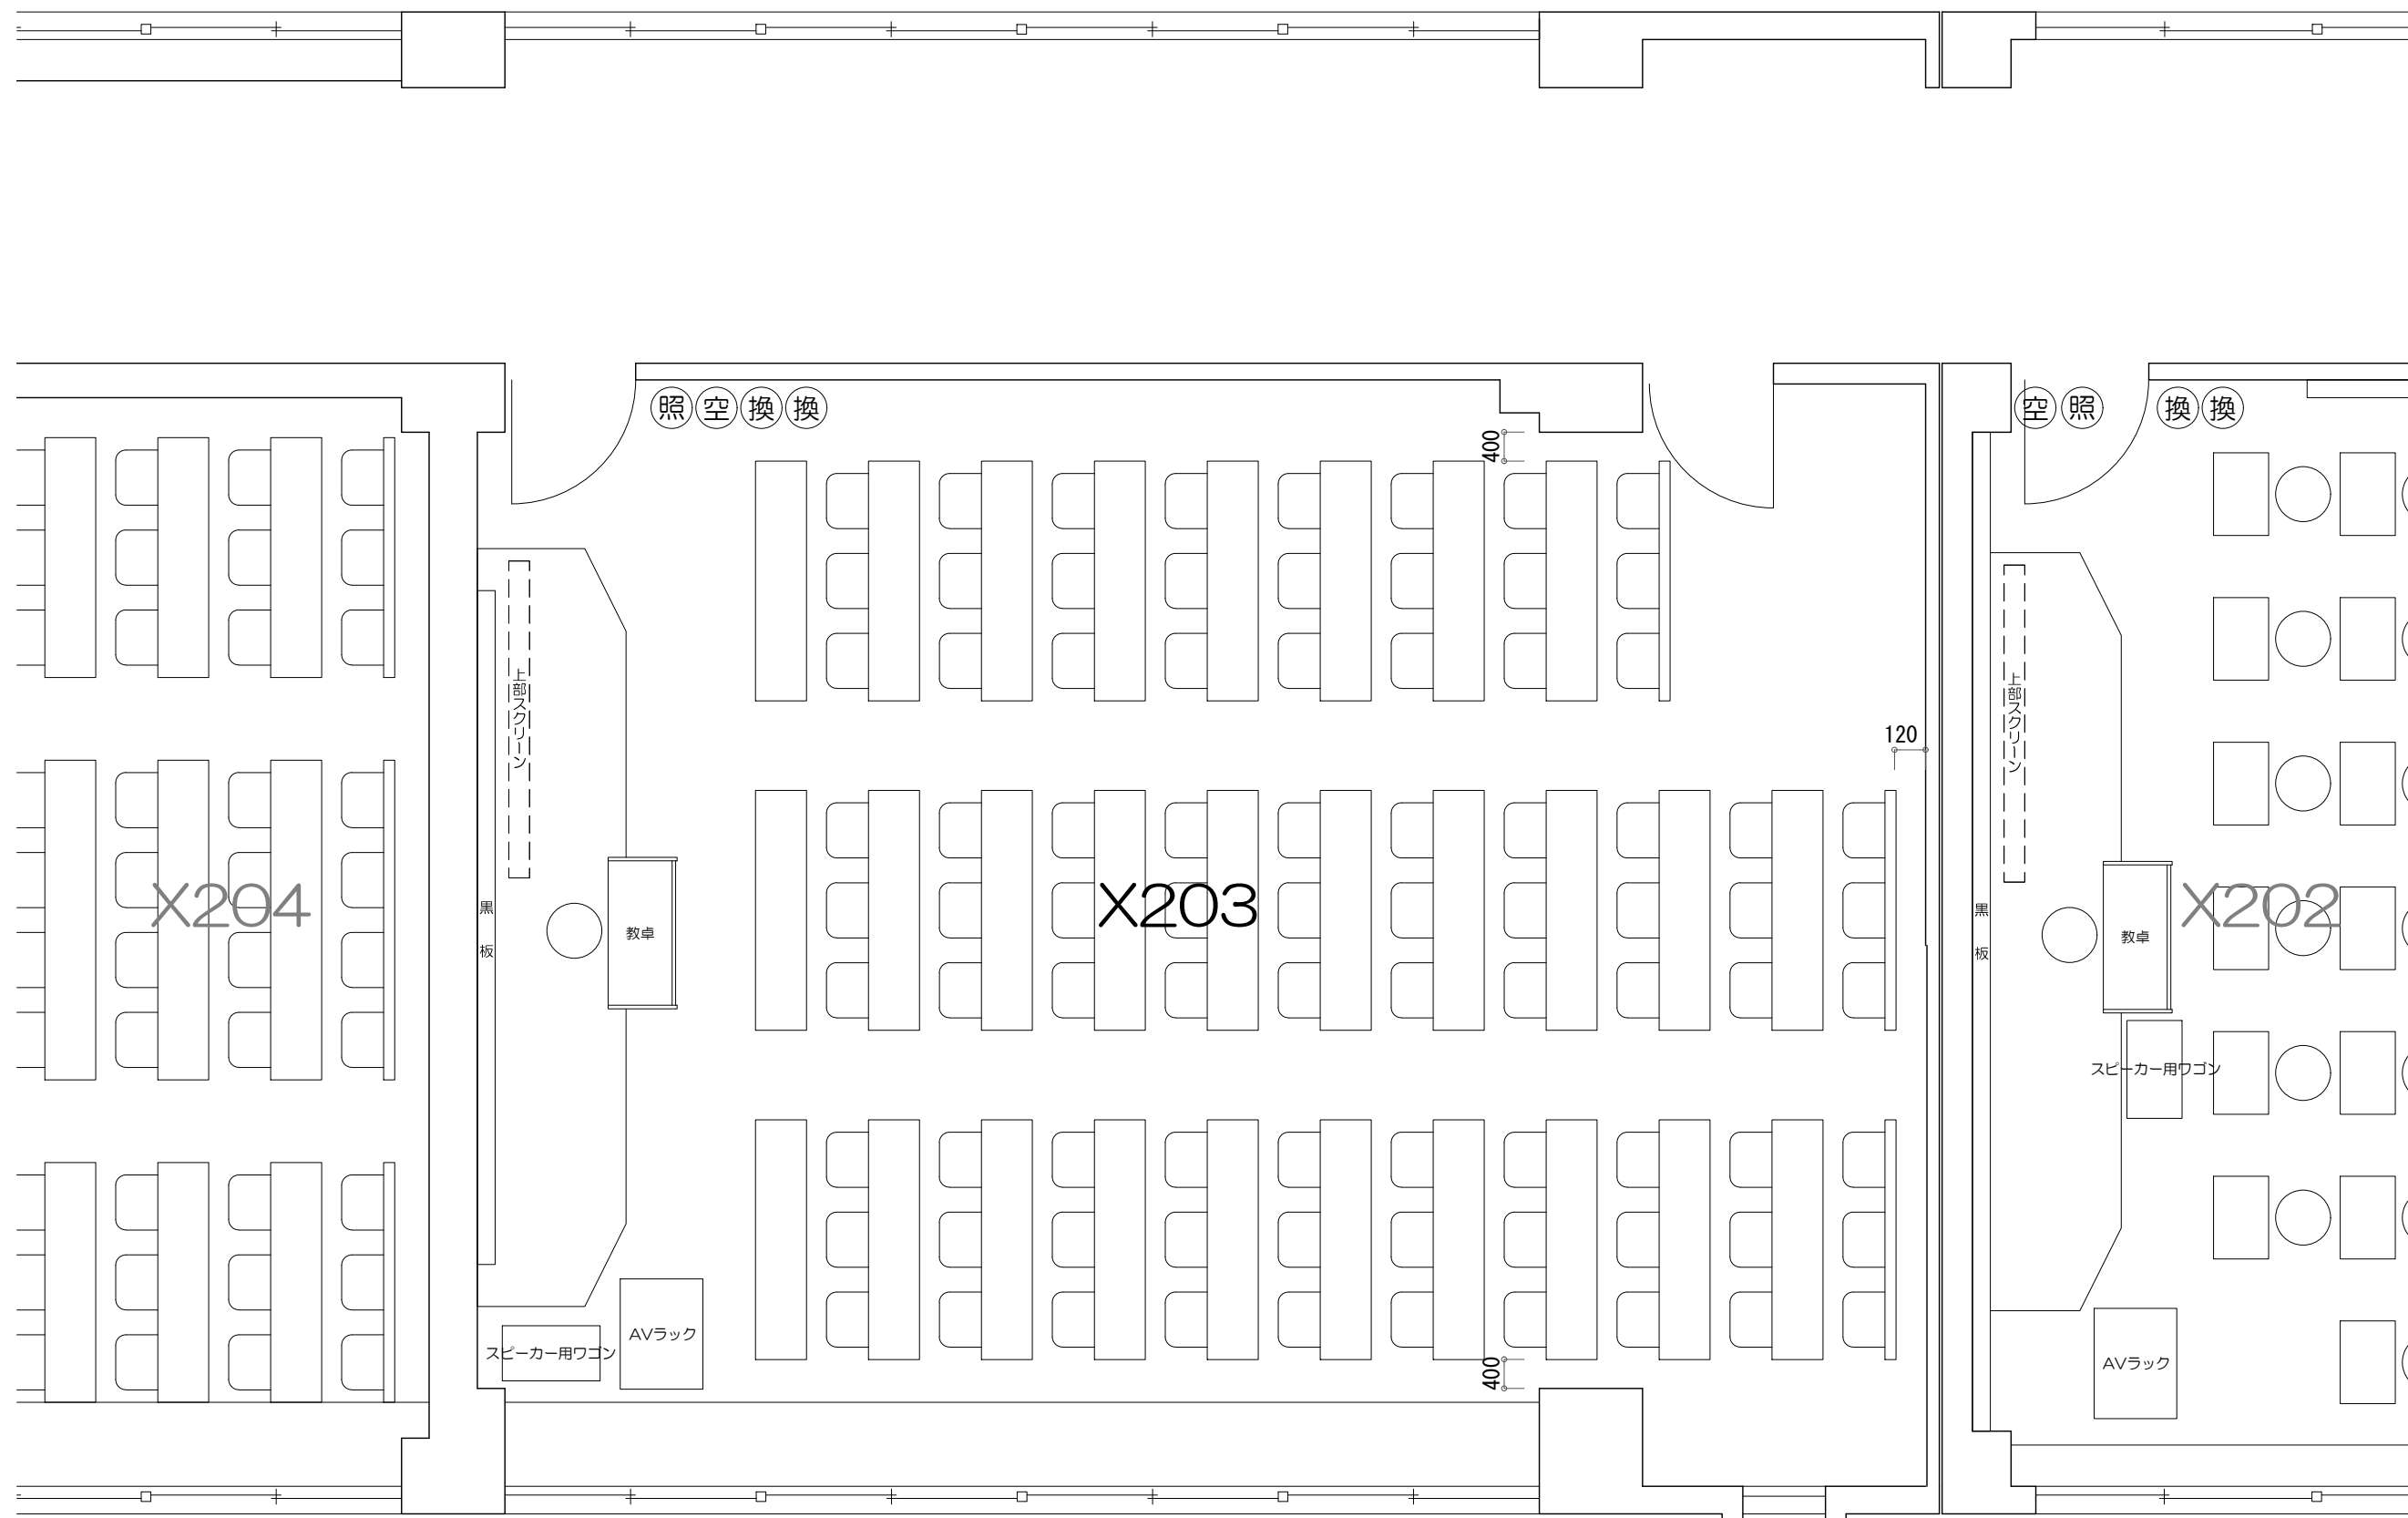 照 空 換 換
空 照 換 換
400
上部スクリーン
上部スクリーン
120
X204
黒板
教卓
X203
黒板
教卓
X202
スピーカー用ワゴン
AVラック
スピーカー用ワゴン
400
AVラック